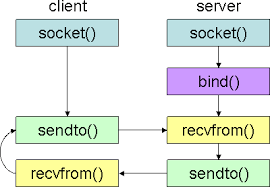 client server
socket() socket()
bind()
sendto() recvfrom()
recvfrom() sendto()